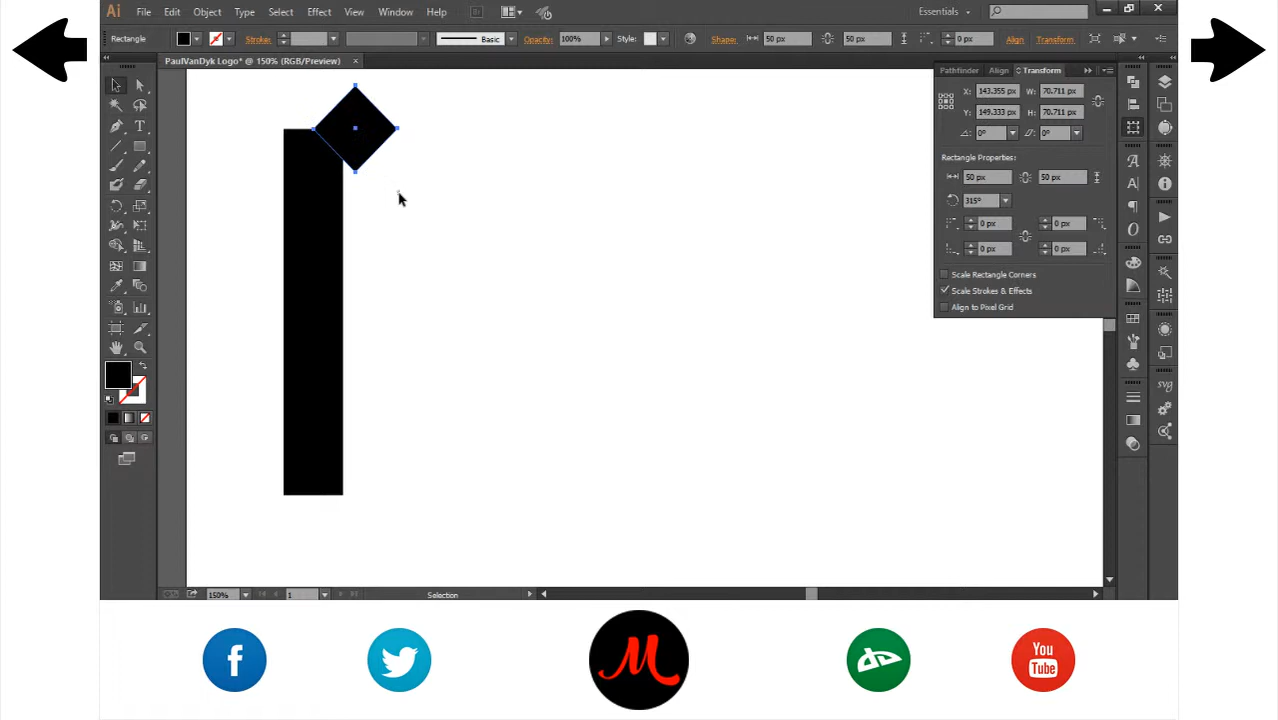 Ai File Edit Object Type Select Effect View Window Help Essentials
Rectangle Stroke: Basic Opacity: 100% Style: Shape: 50 px 50 px 0 px Align Transform
PaulVanDyk Logo* @ 150% (RGB/Preview) ×
Pathfinder Align Transform
X: 143.355 px W: 70.711 px
Y: 149.333 px H: 70.711 px
0° 0°
Rectangle Properties:
50 px 50 px
315°
0 px 0 px
0 px 0 px
Scale Rectangle Corners
Scale Strokes & Effects
Align to Pixel Grid
150% 1 Selection
f M You
Tube